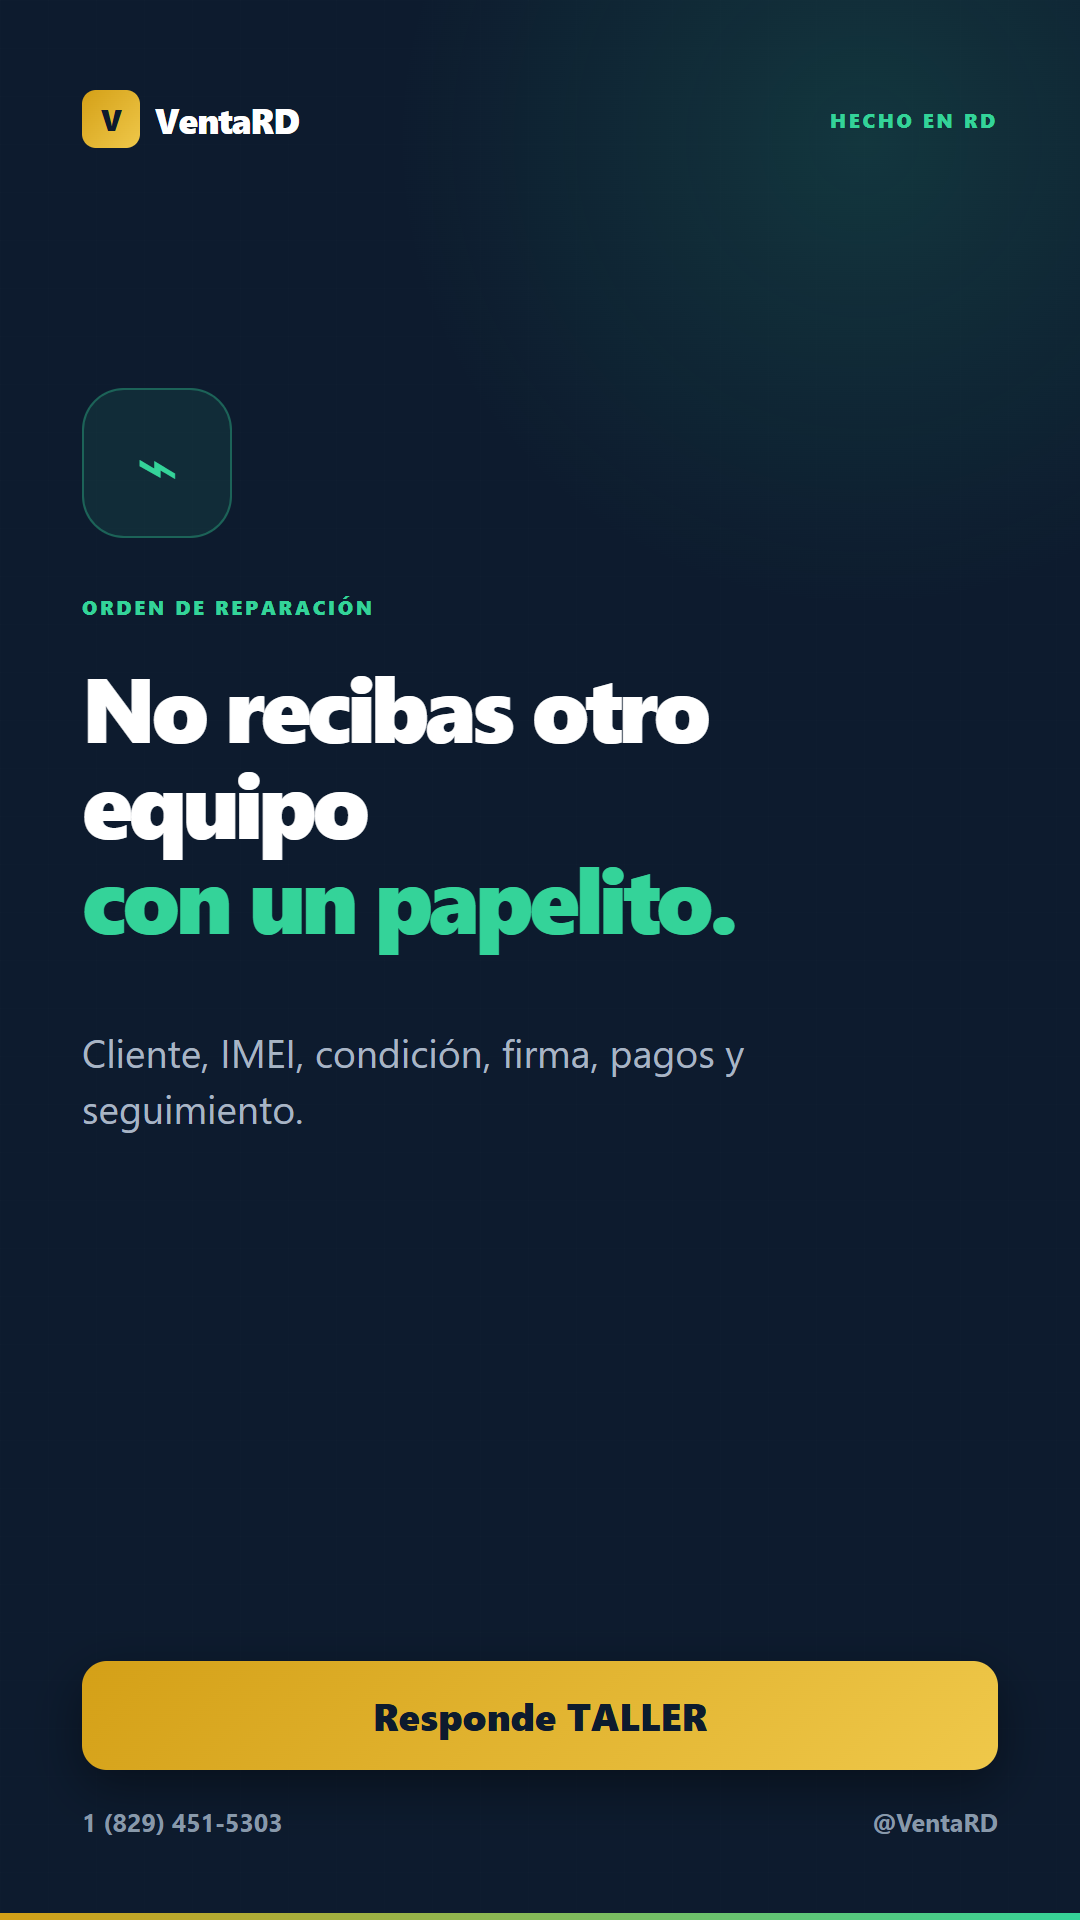 V VentaRD
HECHO EN RD
ORDEN DE REPARACIÓN
No recibas otro
equipo
con un papelito.
Cliente, IMEI, condición, firma, pagos y
seguimiento.
Responde TALLER
1 (829) 451-5303
@VentaRD